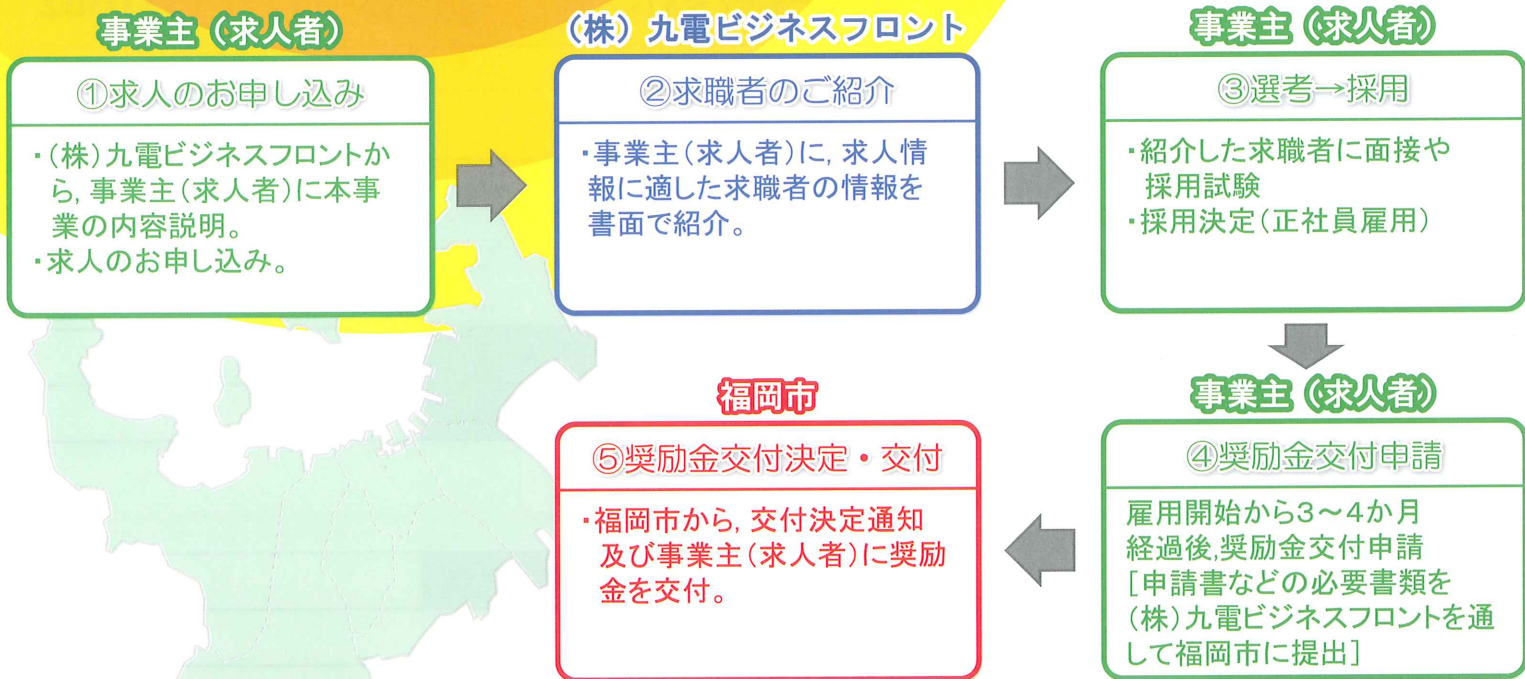 事業主（求人者）
①求人のお申し込み
・（株）九電ビジネスフロントか
ら，事業主（求人者）に本事
業の内容説明。
・求人のお申し込み。
（株）九電ビジネスフロント
②求職者のご紹介
・事業主（求人者）に，求人情
報に適した求職者の情報を
書面で紹介。
事業主（求人者）
③選考→採用
・紹介した求職者に面接や
採用試験
・採用決定（正社員雇用）
事業主（求人者）
④奨励金交付申請
雇用開始から3～4か月
経過後，奨励金交付申請
［申請書などの必要書類を
（株）九電ビジネスフロントを通
して福岡市に提出］
福岡市
⑤奨励金交付決定・交付
・福岡市から，交付決定通知
及び事業主（求人者）に奨励
金を交付。